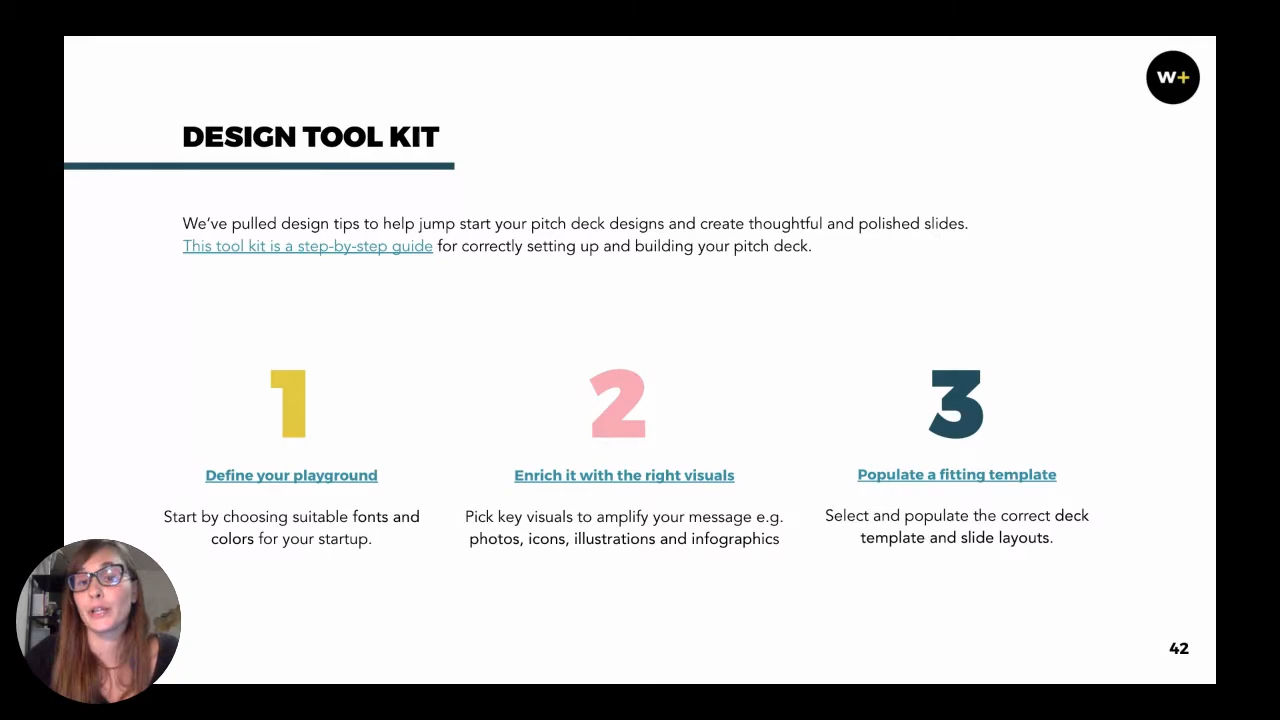 w+
DESIGN TOOL KIT
We’ve pulled design tips to help jump start your pitch deck designs and create thoughtful and polished slides.
This tool kit is a step-by-step guide for correctly setting up and building your pitch deck.
1
Define your playground
Start by choosing suitable fonts and
colors for your startup.
2
Enrich it with the right visuals
Pick key visuals to amplify your message e.g.
photos, icons, illustrations and infographics
3
Populate a fitting template
Select and populate the correct deck
template and slide layouts.
42